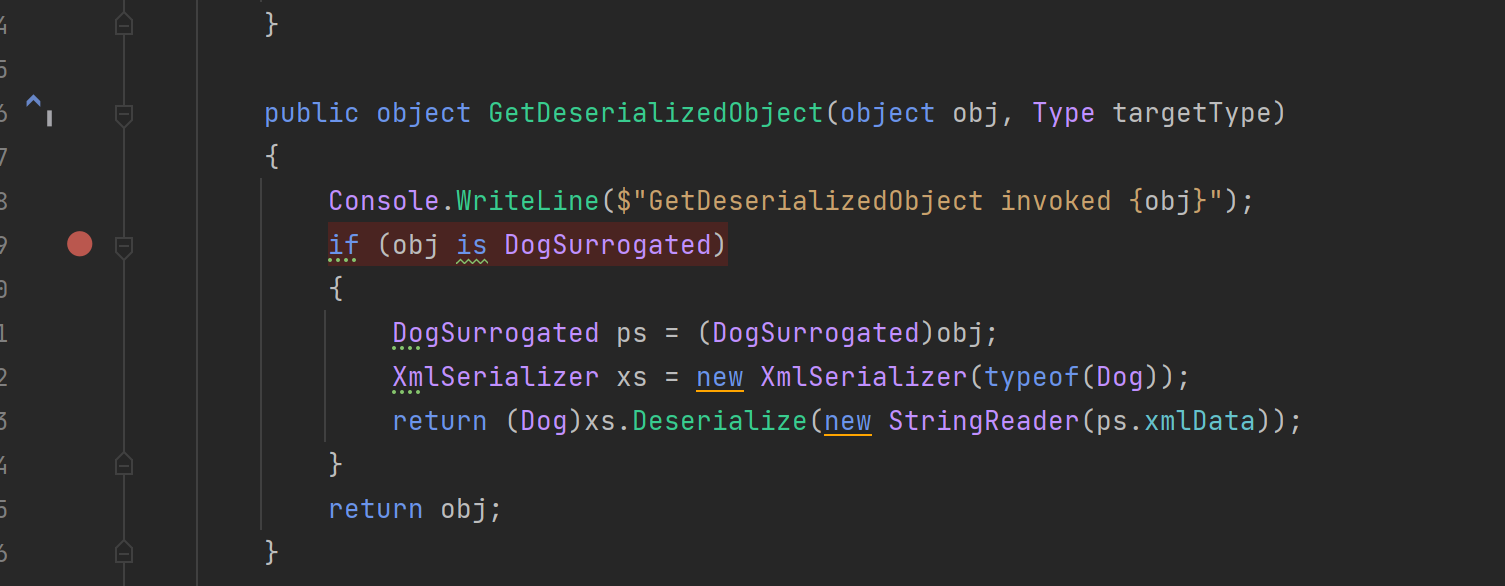 4 }
5
6 public object GetDeserializedObject(object obj, Type targetType)
7 {
8 Console.WriteLine($"GetDeserializedObject invoked {obj}");
9 if (obj is DogSurrogated)
0 {
1 DogSurrogated ps = (DogSurrogated)obj;
2 XmlSerializer xs = new XmlSerializer(typeof(Dog));
3 return (Dog)xs.Deserialize(new StringReader(ps.xmlData));
4 }
5 return obj;
6 }